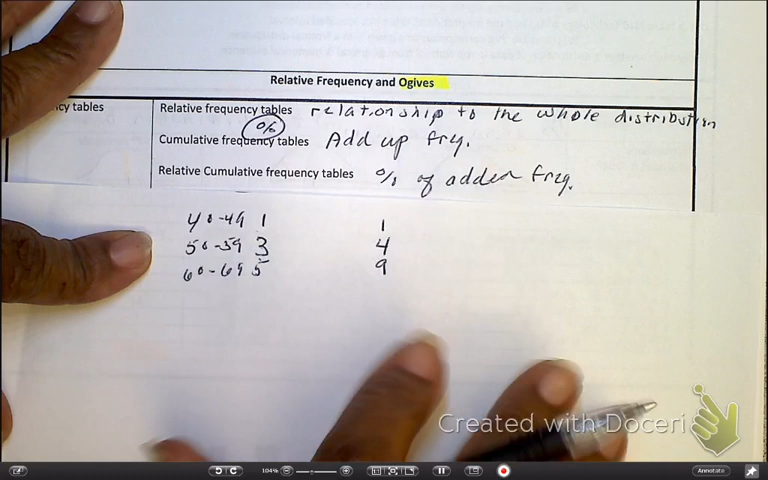 Relative Frequency and Ogives
ncy tables
Relative frequency tables relationship to the whole distribution
%
Cumulative frequency tables Add up frq.
Relative Cumulative frequency tables % of added freq.
40-49 1 1
50-59 3 4
60-69 5 9
Created with Doceri
104%
Annotate